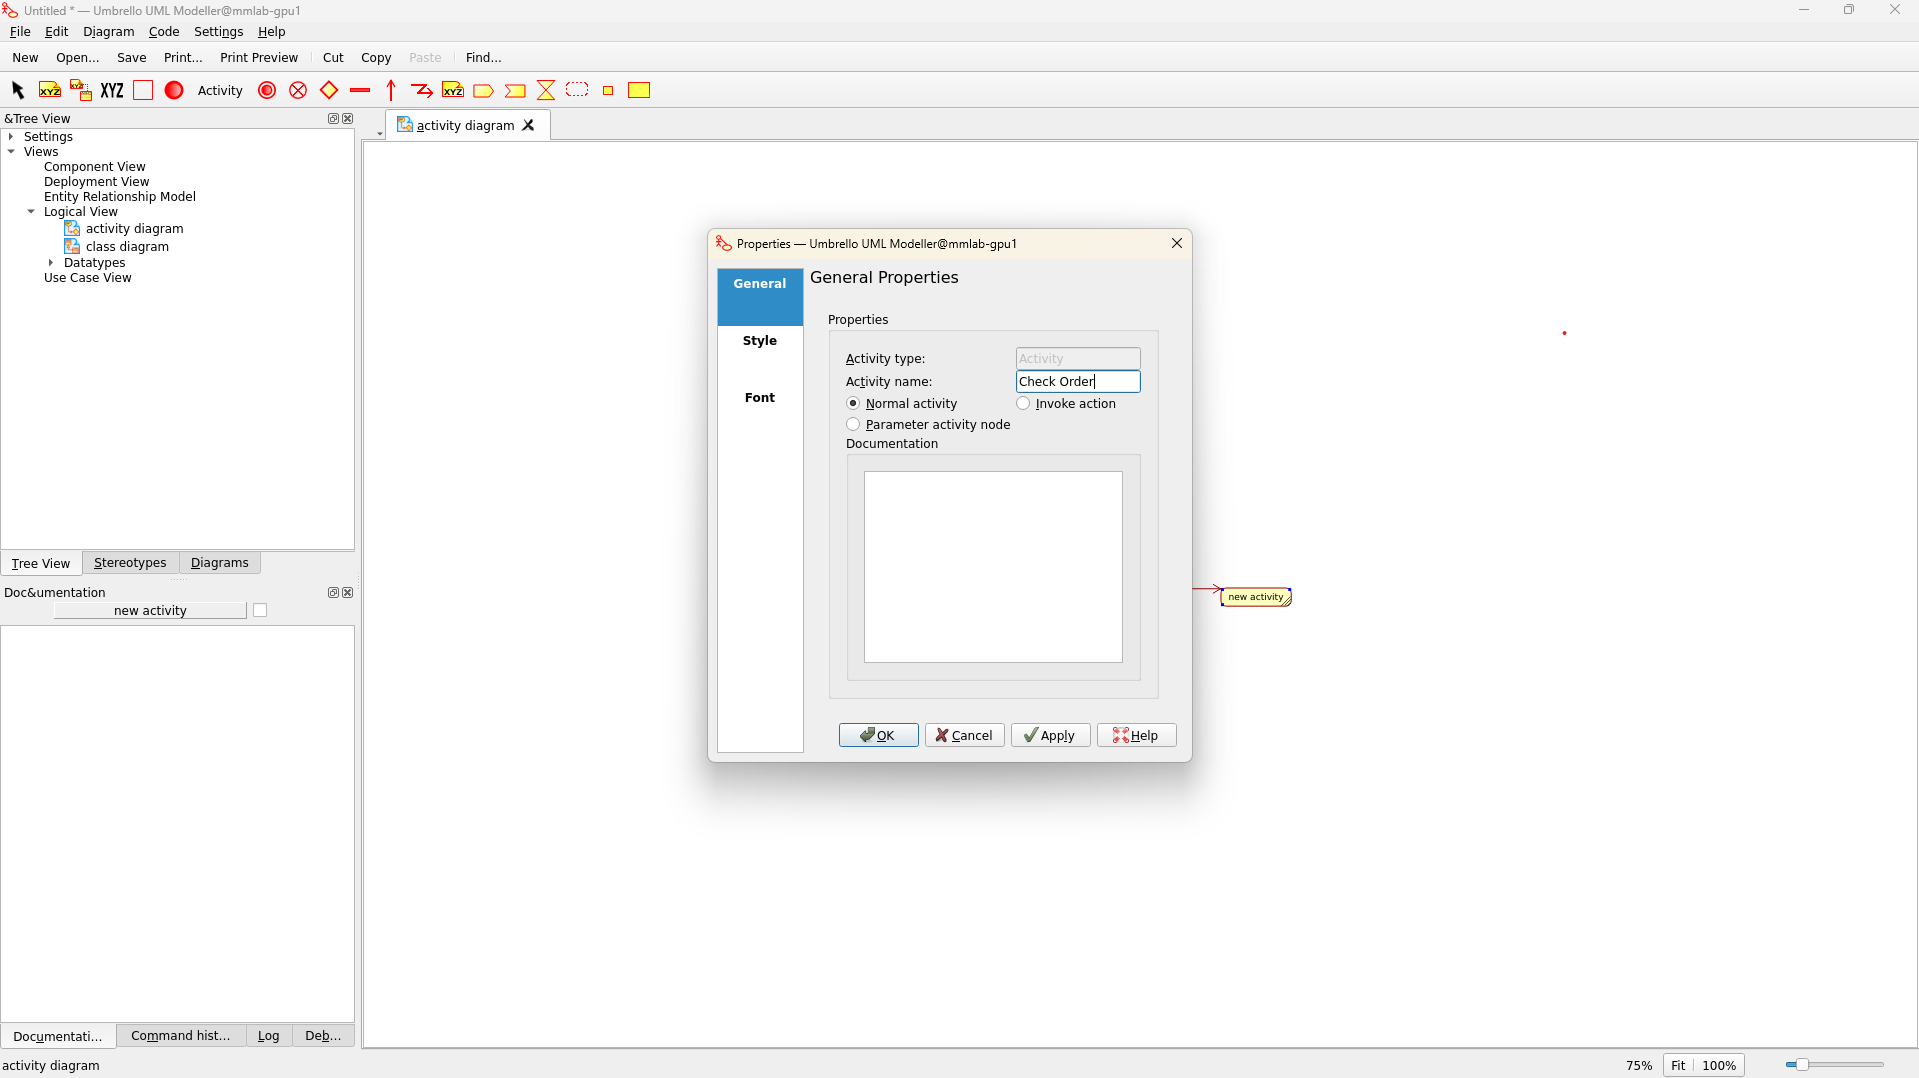 Untitled * — Umbrello UML Modeller@mmlab-gpu1
File Edit Diagram Code Settings Help
New Open... Save Print... Print Preview Cut Copy Paste Find...
XYZ XYZ XYZ Activity XYZ
&Tree View
activity diagram
Settings
Views
Component View
Deployment View
Entity Relationship Model
Logical View
activity diagram
class diagram
Datatypes
Use Case View
Tree View Stereotypes Diagrams
Doc&umentation
new activity
Properties — Umbrello UML Modeller@mmlab-gpu1
General
Style
Font
General Properties
Properties
Activity type: Activity
Activity name: Check Order
Normal activity Invoke action
Parameter activity node
Documentation
OK Cancel Apply Help
new activity
Documentati... Command hist... Log Deb...
activity diagram 75% Fit 100%